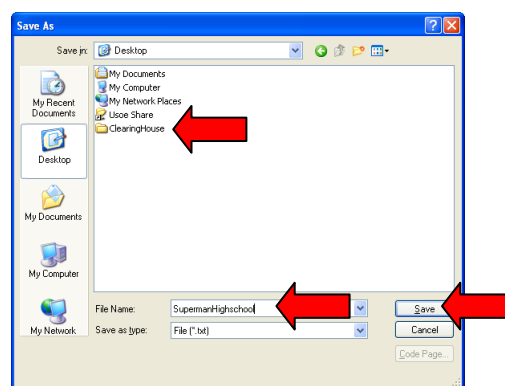 Save As
Save in: Desktop
My Documents
My Computer
My Network Places
Usoe Share
ClearingHouse
My Recent
Documents
Desktop
My Documents
My Computer
My Network
File Name: SupermanHighschool
Save
Save as type: File (*.txt)
Cancel
Code Page...